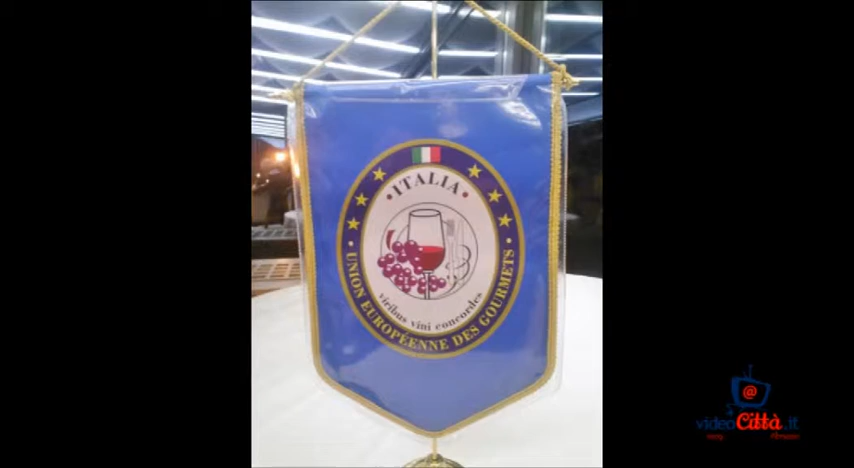 ITALIA
UNION EUROPÉENNE DES GOURMETS
viribus vini concordes
videoCittà.it